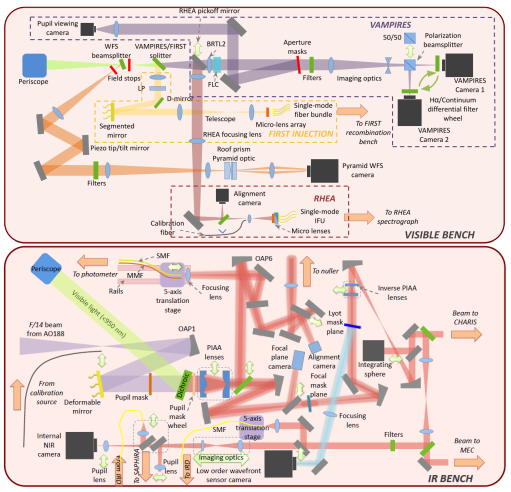 RHEA pickoff mirror
Pupil viewing
camera
VAMPIRES
WFS
beamsplitter
VAMPIRES/FIRST
splitter
BRTL2
Aperture
masks
50/50
Polarization
beamsplitter
Periscope
Field stops
LP
FLC
Filters
Imaging optics
VAMPIRES
Camera 1
D-mirror
Telescope
Single-mode
fiber bundle
Hα/Continuum
differential filter
wheel
Segmented
mirror
Micro-lens array
FIRST INJECTION
To FIRST
recombination
bench
VAMPIRES
Camera 2
Piezo tip/tilt mirror
RHEA focusing lens
Roof prism
Pyramid optic
Filters
Pyramid WFS
camera
Alignment
camera
RHEA
Single-mode
IFU
Calibration
fiber
Micro lenses
To RHEA
spectrograph
VISIBLE BENCH
Periscope
To photometer
SMF
MMF
Rails
5-axis
translation
stage
Focusing
lens
OAP6
To nuller
Inverse PIAA
lenses
Visible light (<950 nm)
F/14 beam
from AO188
OAP1
PIAA
lenses
Lyot
mask
plane
Beam to
CHARIS
Focal
plane
camera
Alignment
camera
Integrating
sphere
From
calibration
source
Deformable
mirror
Pupil mask
Dichroic
Focal
mask
plane
Pupil
mask
wheel
SMF
5-axis
translation
stage
Focusing
lens
Internal
NIR
camera
Filters
Pupil
lens
From IRD
To SAPHIRA
Pupil
lens
To IRD
Imaging optics
Low order wavefront
sensor camera
Beam to
MEC
IR BENCH